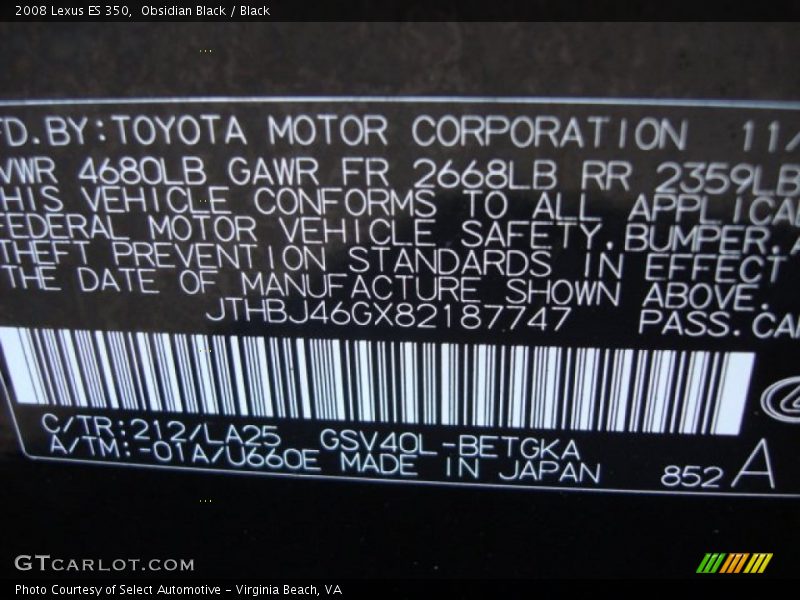 2008 Lexus ES 350,  Obsidian Black / Black
FD.BY:TOYOTA MOTOR CORPORATION 11/
VWR 4680LB GAWR FR 2668LB RR 2359LB
HIS VEHICLE CONFORMS TO ALL APPLICA
FEDERAL MOTOR VEHICLE SAFETY, BUMPER, A
THEFT PREVENTION STANDARDS IN EFFECT
THE DATE OF MANUFACTURE SHOWN ABOVE.
JTHBJ46GX82187747 PASS.CAR
C/TR:212/LA25 GSV40L-BETGKA
A/TM:-01A/U660E MADE IN JAPAN 852 A
GTCARLOT.COM
Photo Courtesy of Select Automotive – Virginia Beach, VA